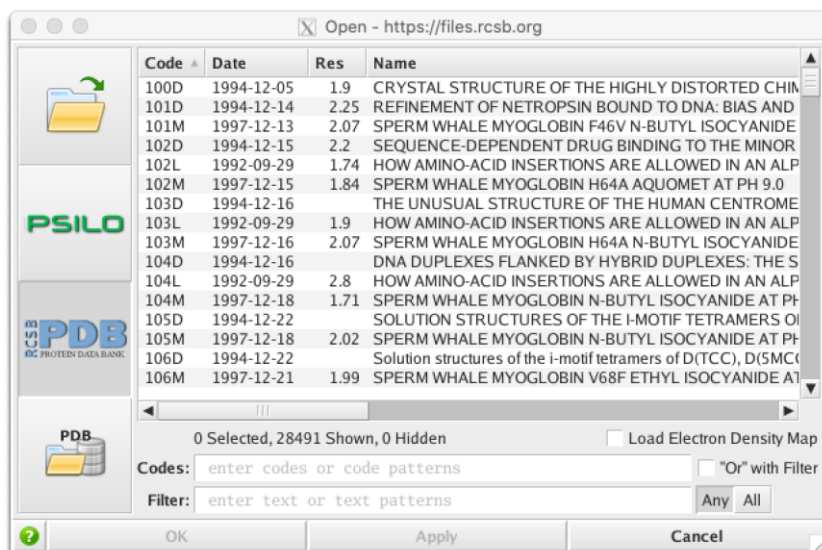 Open - https://files.rcsb.org
Code Date Res Name
100D 1994-12-05 1.9 CRYSTAL STRUCTURE OF THE HIGHLY DISTORTED
101D 1994-12-14 2.25 REFINEMENT OF NETROPSIN BOUND TO DNA: BIAS AND
101M 1997-12-13 2.07 SPERM WHALE MYOGLOBIN F46V N-BUTYL ISOCYANIDE
102D 1994-12-15 2.2 SEQUENCE-DEPENDENT DRUG BINDING TO THE MINOR
102L 1992-09-29 1.74 HOW AMINO-ACID INSERTIONS ARE ALLOWED IN AN ALP
102M 1997-12-15 1.84 SPERM WHALE MYOGLOBIN H64A AQUOMET AT PH 9.0
103D 1994-12-16 THE UNUSUAL STRUCTURE OF THE HUMAN CENTROME
103L 1992-09-29 1.9 HOW AMINO-ACID INSERTIONS ARE ALLOWED IN AN ALP
103M 1997-12-16 2.07 SPERM WHALE MYOGLOBIN H64A N-BUTYL ISOCYANIDE
104D 1994-12-16 DNA DUPLEXES FLANKED BY HYBRID DUPLEXES: THE S
104L 1992-09-29 2.8 HOW AMINO-ACID INSERTIONS ARE ALLOWED IN AN ALP
104M 1997-12-18 1.71 SPERM WHALE MYOGLOBIN N-BUTYL ISOCYANIDE AT PH
105D 1994-12-22 SOLUTION STRUCTURES OF THE I-MOTIF TETRAMERS
105M 1997-12-18 2.02 SPERM WHALE MYOGLOBIN N-BUTYL ISOCYANIDE AT PH
106D 1994-12-22 Solution structures of the i-motif tetramers of D(TCC),
106M 1997-12-21 1.99 SPERM WHALE MYOGLOBIN V68F ETHYL ISOCYANIDE AT
PSILO
RCSB PDB
PROTEIN DATA BANK
PDB
0 Selected, 28491 Shown, 0 Hidden Load Electron Density Map
Codes: enter codes or code patterns "Or" with Filter
Filter: enter text or text patterns Any All
? OK Apply Cancel